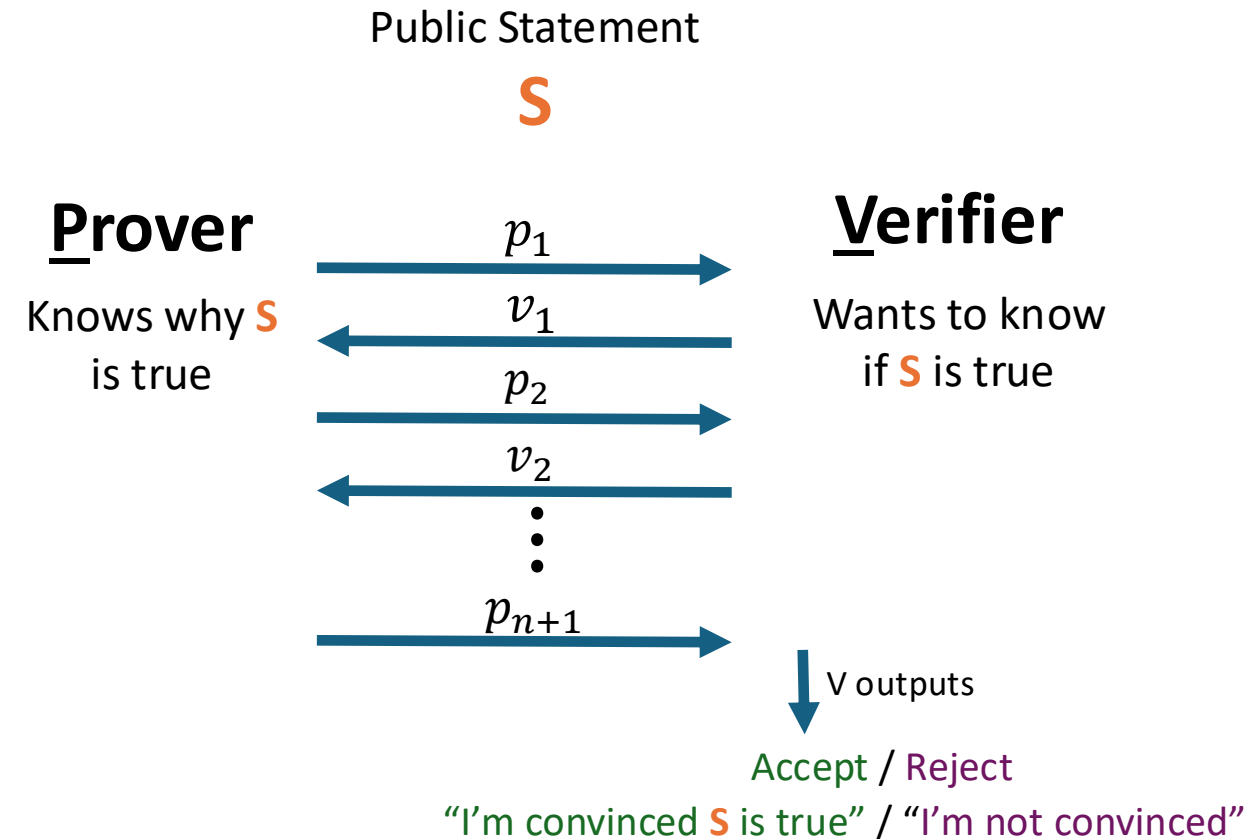 Public Statement
S
Prover
Verifier
Knows why S
is true
Wants to know
if S is true
p₁
v₁
p₂
v₂
⋮
pₙ₊₁
V outputs
Accept / Reject
“I’m convinced S is true” / “I’m not convinced”